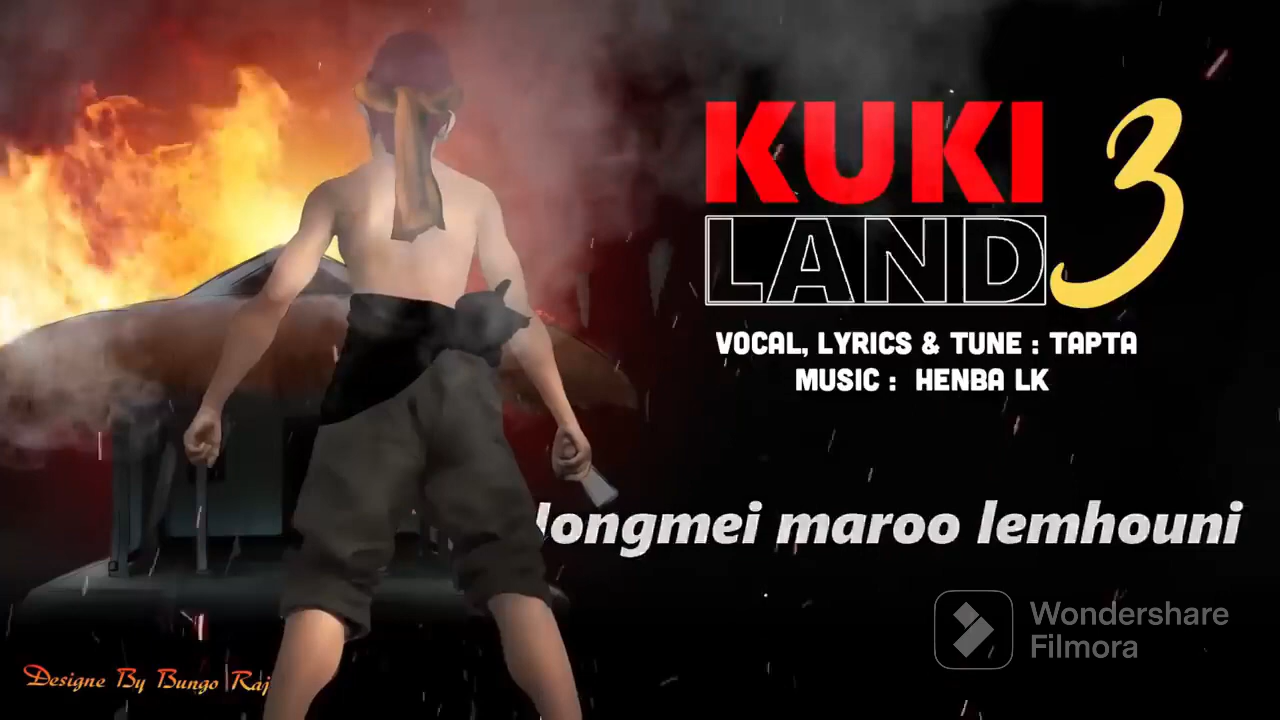 KUKI
LAND 3
VOCAL, LYRICS & TUNE : TAPTA
MUSIC : HENBA LK
maroo lemhouni
Wondershare
Filmora
Designe By Bungo Raj